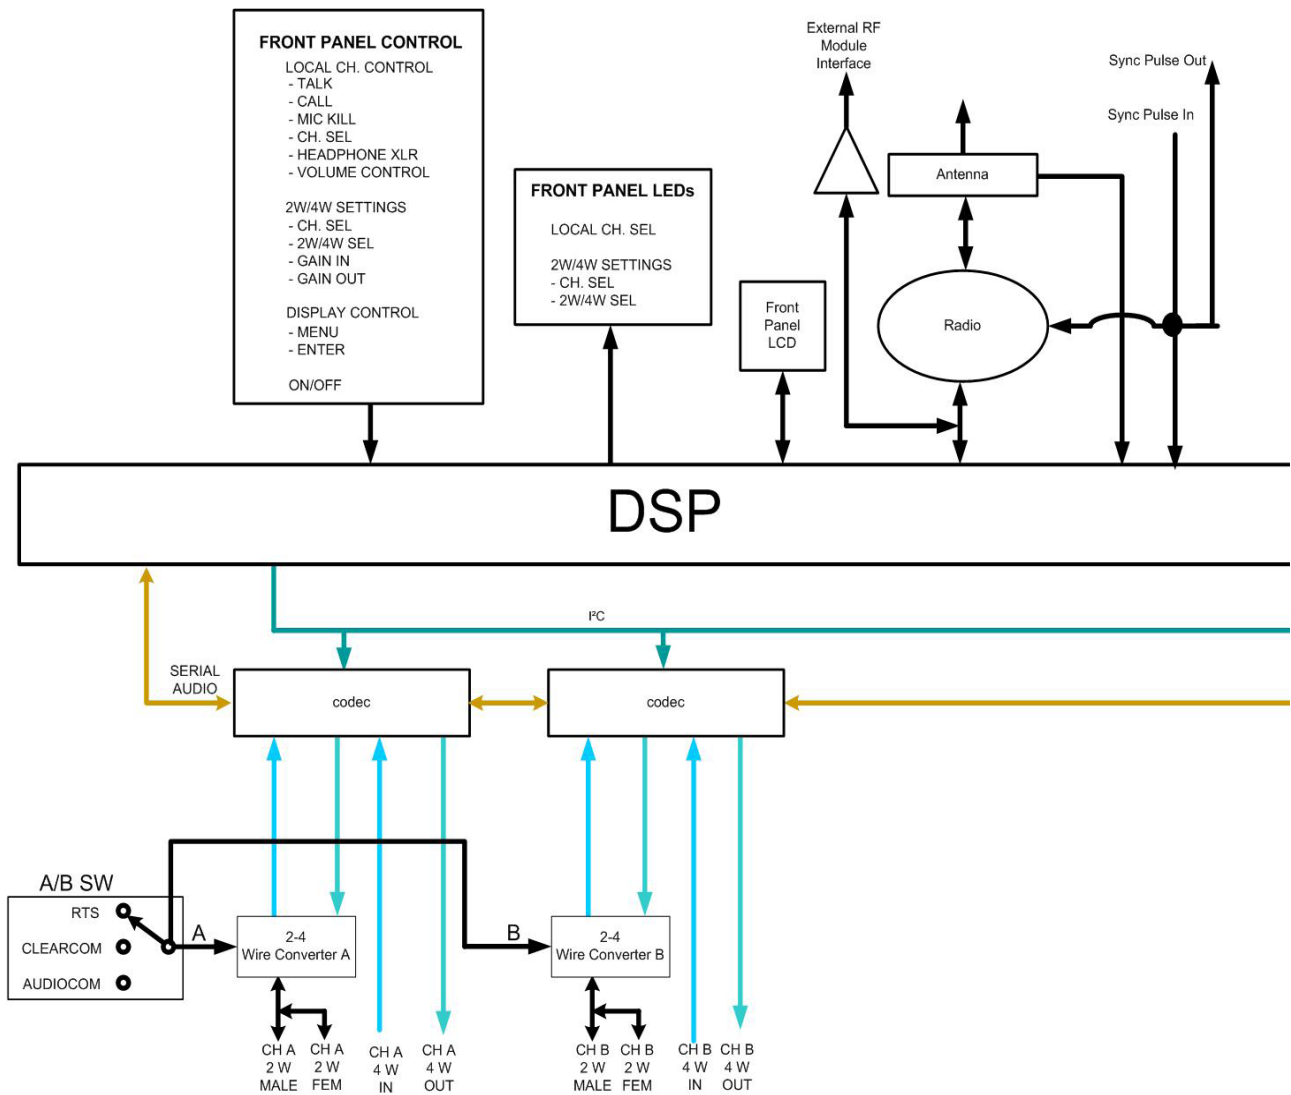 FRONT PANEL CONTROL
LOCAL CH. CONTROL
- TALK
- CALL
- MIC KILL
- CH. SEL
- HEADPHONE XLR
- VOLUME CONTROL
2W/4W SETTINGS
- CH. SEL
- 2W/4W SEL
- GAIN IN
- GAIN OUT
DISPLAY CONTROL
- MENU
- ENTER
ON/OFF
FRONT PANEL LEDs
LOCAL CH. SEL
2W/4W SETTINGS
- CH. SEL
- 2W/4W SEL
Front
Panel
LCD
External RF
Module
Interface
Antenna
Radio
Sync Pulse Out
Sync Pulse In
DSP
I²C
SERIAL
AUDIO
codec
codec
A/B SW
RTS
CLEARCOM
AUDIOCOM
A
2-4
Wire Converter A
B
2-4
Wire Converter B
CH A
2 W
MALE
CH A
2 W
FEM
CH A
4 W
IN
CH A
4 W
OUT
CH B
2 W
MALE
CH B
2 W
FEM
CH B
4 W
IN
CH B
4 W
OUT